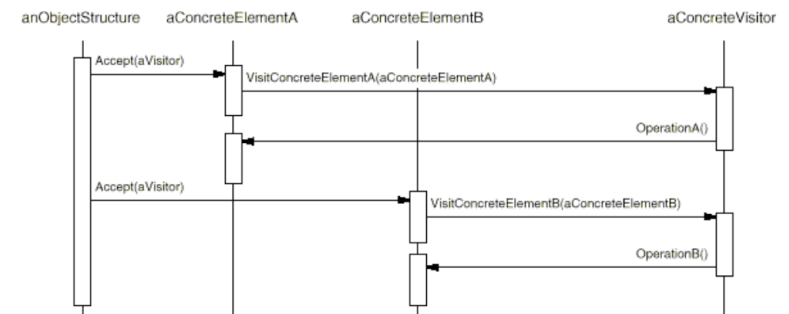 anObjectStructure aConcreteElementA aConcreteElementB aConcreteVisitor
Accept(aVisitor)
VisitConcreteElementA(aConcreteElementA)
OperationA()
Accept(aVisitor)
VisitConcreteElementB(aConcreteElementB)
OperationB()